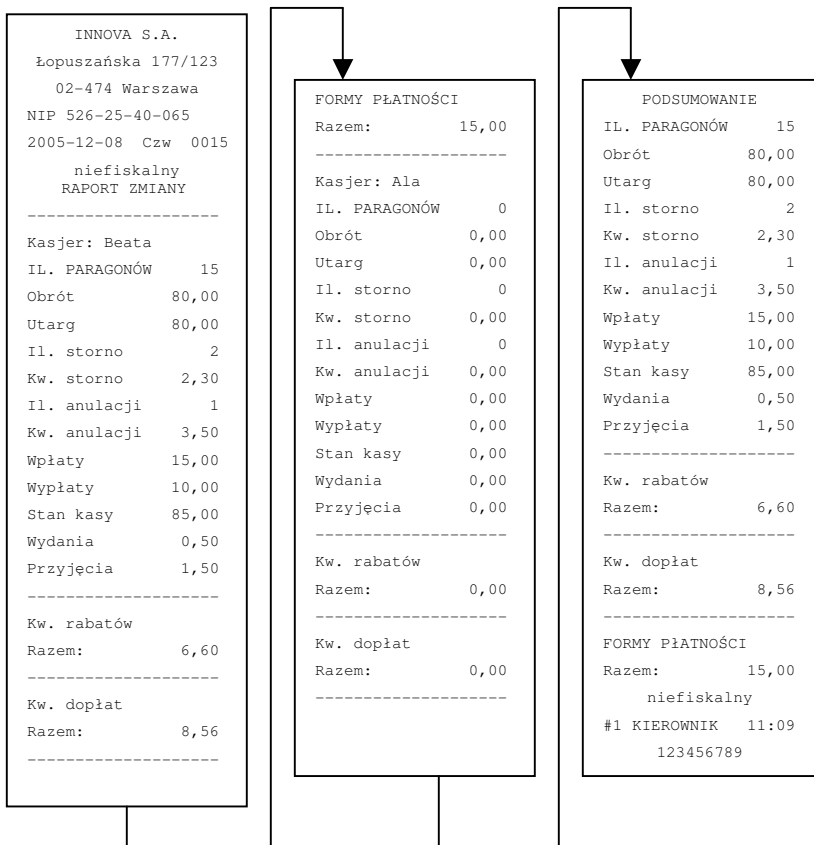 INNOVA S.A.
Łopuszańska 177/123
02-474 Warszawa
NIP 526-25-40-065
2005-12-08 Czw 0015
niefiskalny
RAPORT ZMIANY
--------------------
Kasjer: Beata
IL. PARAGONÓW 15
Obrót 80,00
Utarg 80,00
Il. storno 2
Kw. storno 2,30
Il. anulacji 1
Kw. anulacji 3,50
Wpłaty 15,00
Wypłaty 10,00
Stan kasy 85,00
Wydania 0,50
Przyjęcia 1,50
--------------------
Kw. rabatów
Razem: 6,60
--------------------
Kw. dopłat
Razem: 8,56
--------------------
FORMY PŁATNOŚCI
Razem: 15,00
--------------------
Kasjer: Ala
IL. PARAGONÓW 0
Obrót 0,00
Utarg 0,00
Il. storno 0
Kw. storno 0,00
Il. anulacji 0
Kw. anulacji 0,00
Wpłaty 0,00
Wypłaty 0,00
Stan kasy 0,00
Wydania 0,00
Przyjęcia 0,00
--------------------
Kw. rabatów
Razem: 0,00
--------------------
Kw. dopłat
Razem: 0,00
--------------------
PODSUMOWANIE
IL. PARAGONÓW 15
Obrót 80,00
Utarg 80,00
Il. storno 2
Kw. storno 2,30
Il. anulacji 1
Kw. anulacji 3,50
Wpłaty 15,00
Wypłaty 10,00
Stan kasy 85,00
Wydania 0,50
Przyjęcia 1,50
--------------------
Kw. rabatów
Razem: 6,60
--------------------
Kw. dopłat
Razem: 8,56
--------------------
FORMY PŁATNOŚCI
Razem: 15,00
niefiskalny
#1 KIEROWNIK 11:09
123456789